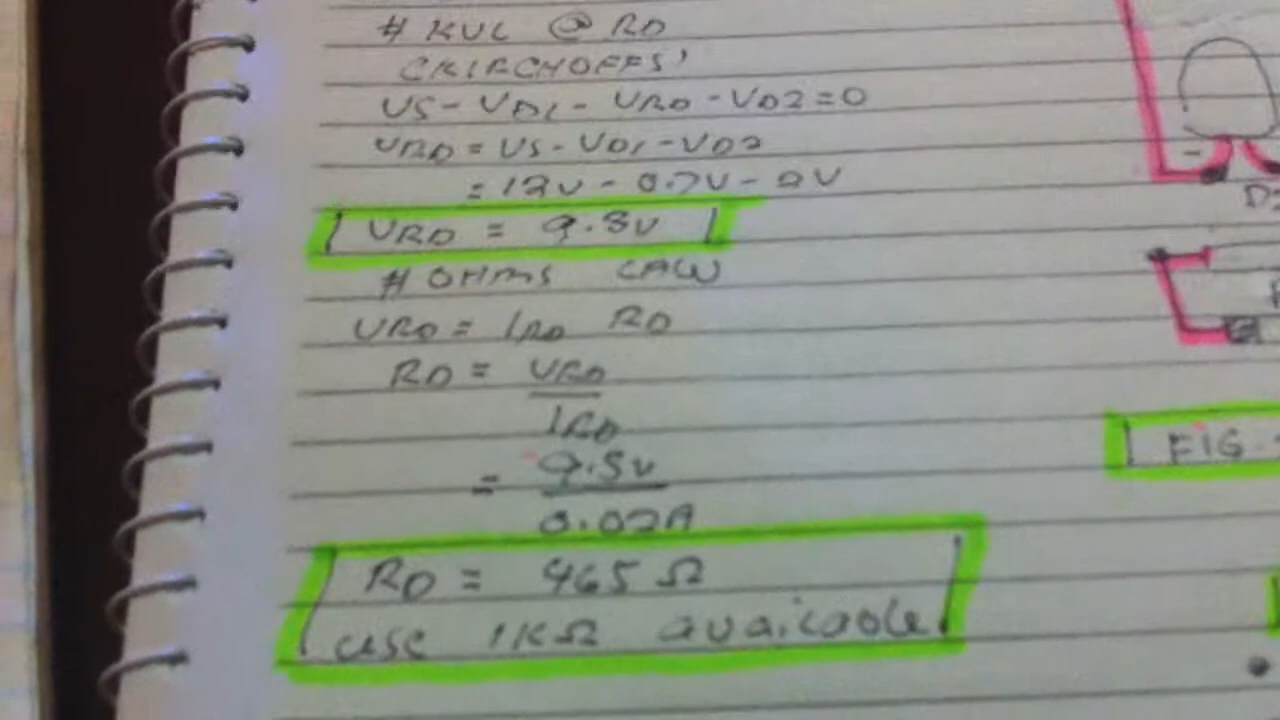 # KVL @ RD
CKIRCHOFFS'
VS - VD1 - VRD - VD2 = 0
VRD = VS - VD1 - VD2
= 12V - 0.7V - 2V
VRD = 9.3V
# OHMS LAW
VRD = IRD RD
RD = VRD
IRD
= 9.3V
0.02A
RD = 465 Ω
use 1KΩ available
FIG.